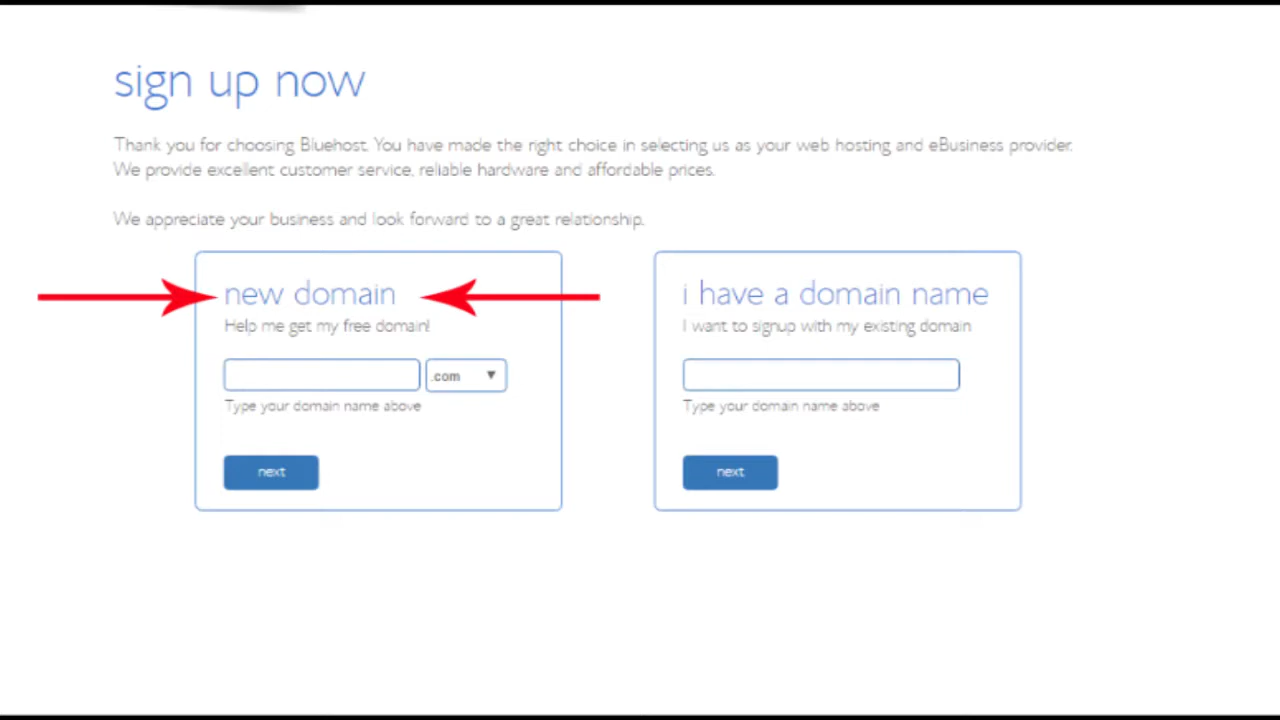 sign up now
Thank you for choosing Bluehost. You have made the right choice in selecting us as your web hosting and eBusiness provider.
We provide excellent customer service, reliable hardware and affordable prices.
We appreciate your business and look forward to a great relationship.
new domain
Help me get my free domain!
.com
Type your domain name above
next
i have a domain name
I want to signup with my existing domain
Type your domain name above
next